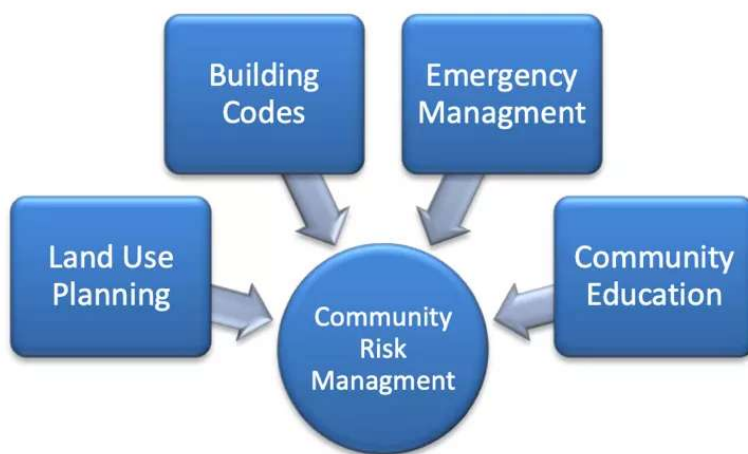 Building
Codes
Emergency
Managment
Land Use
Planning
Community
Education
Community
Risk
Managment